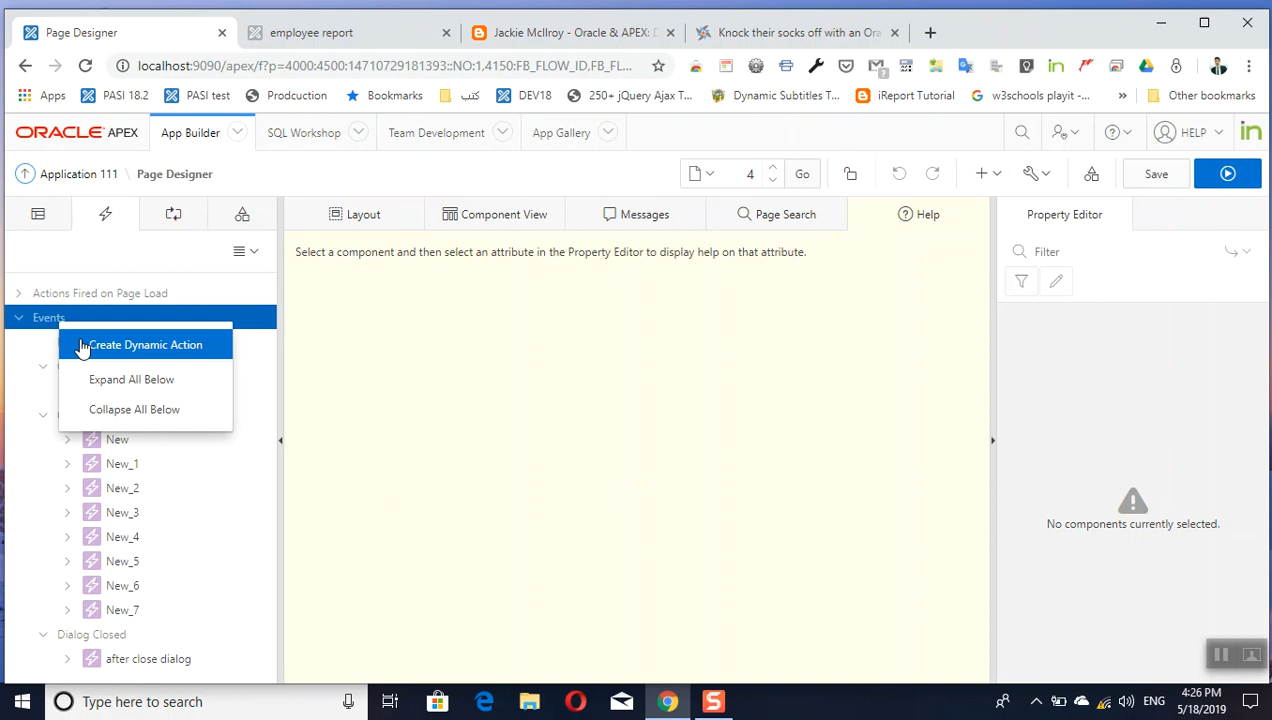 Page Designer
employee report
Jackie McIlroy - Oracle & APEX: D
Knock their socks off with an Ora
localhost:9090/apex/f?p=4000:4500:14710729181393::NO:1,4150:FB_FLOW_ID,FB_FL...
Apps
PASI 18.2
PASI test
Prodcuction
Bookmarks
كتب
DEV18
250+ jQuery Ajax T...
Dynamic Subtitles T...
iReport Tutorial
w3schools playit -...
»
Other bookmarks
ORACLE APEX
App Builder
SQL Workshop
Team Development
App Gallery
HELP
in
Application 111 \ Page Designer
4
Go
Save
Layout
Component View
Messages
Page Search
Help
Property Editor
Select a component and then select an attribute in the Property Editor to display help on that attribute.
Filter
Actions Fired on Page Load
Events
Create Dynamic Action
Expand All Below
Collapse All Below
New
New_1
New_2
New_3
New_4
New_5
New_6
New_7
Dialog Closed
after close dialog
No components currently selected.
Type here to search
ENG
4:26 PM
5/18/2019